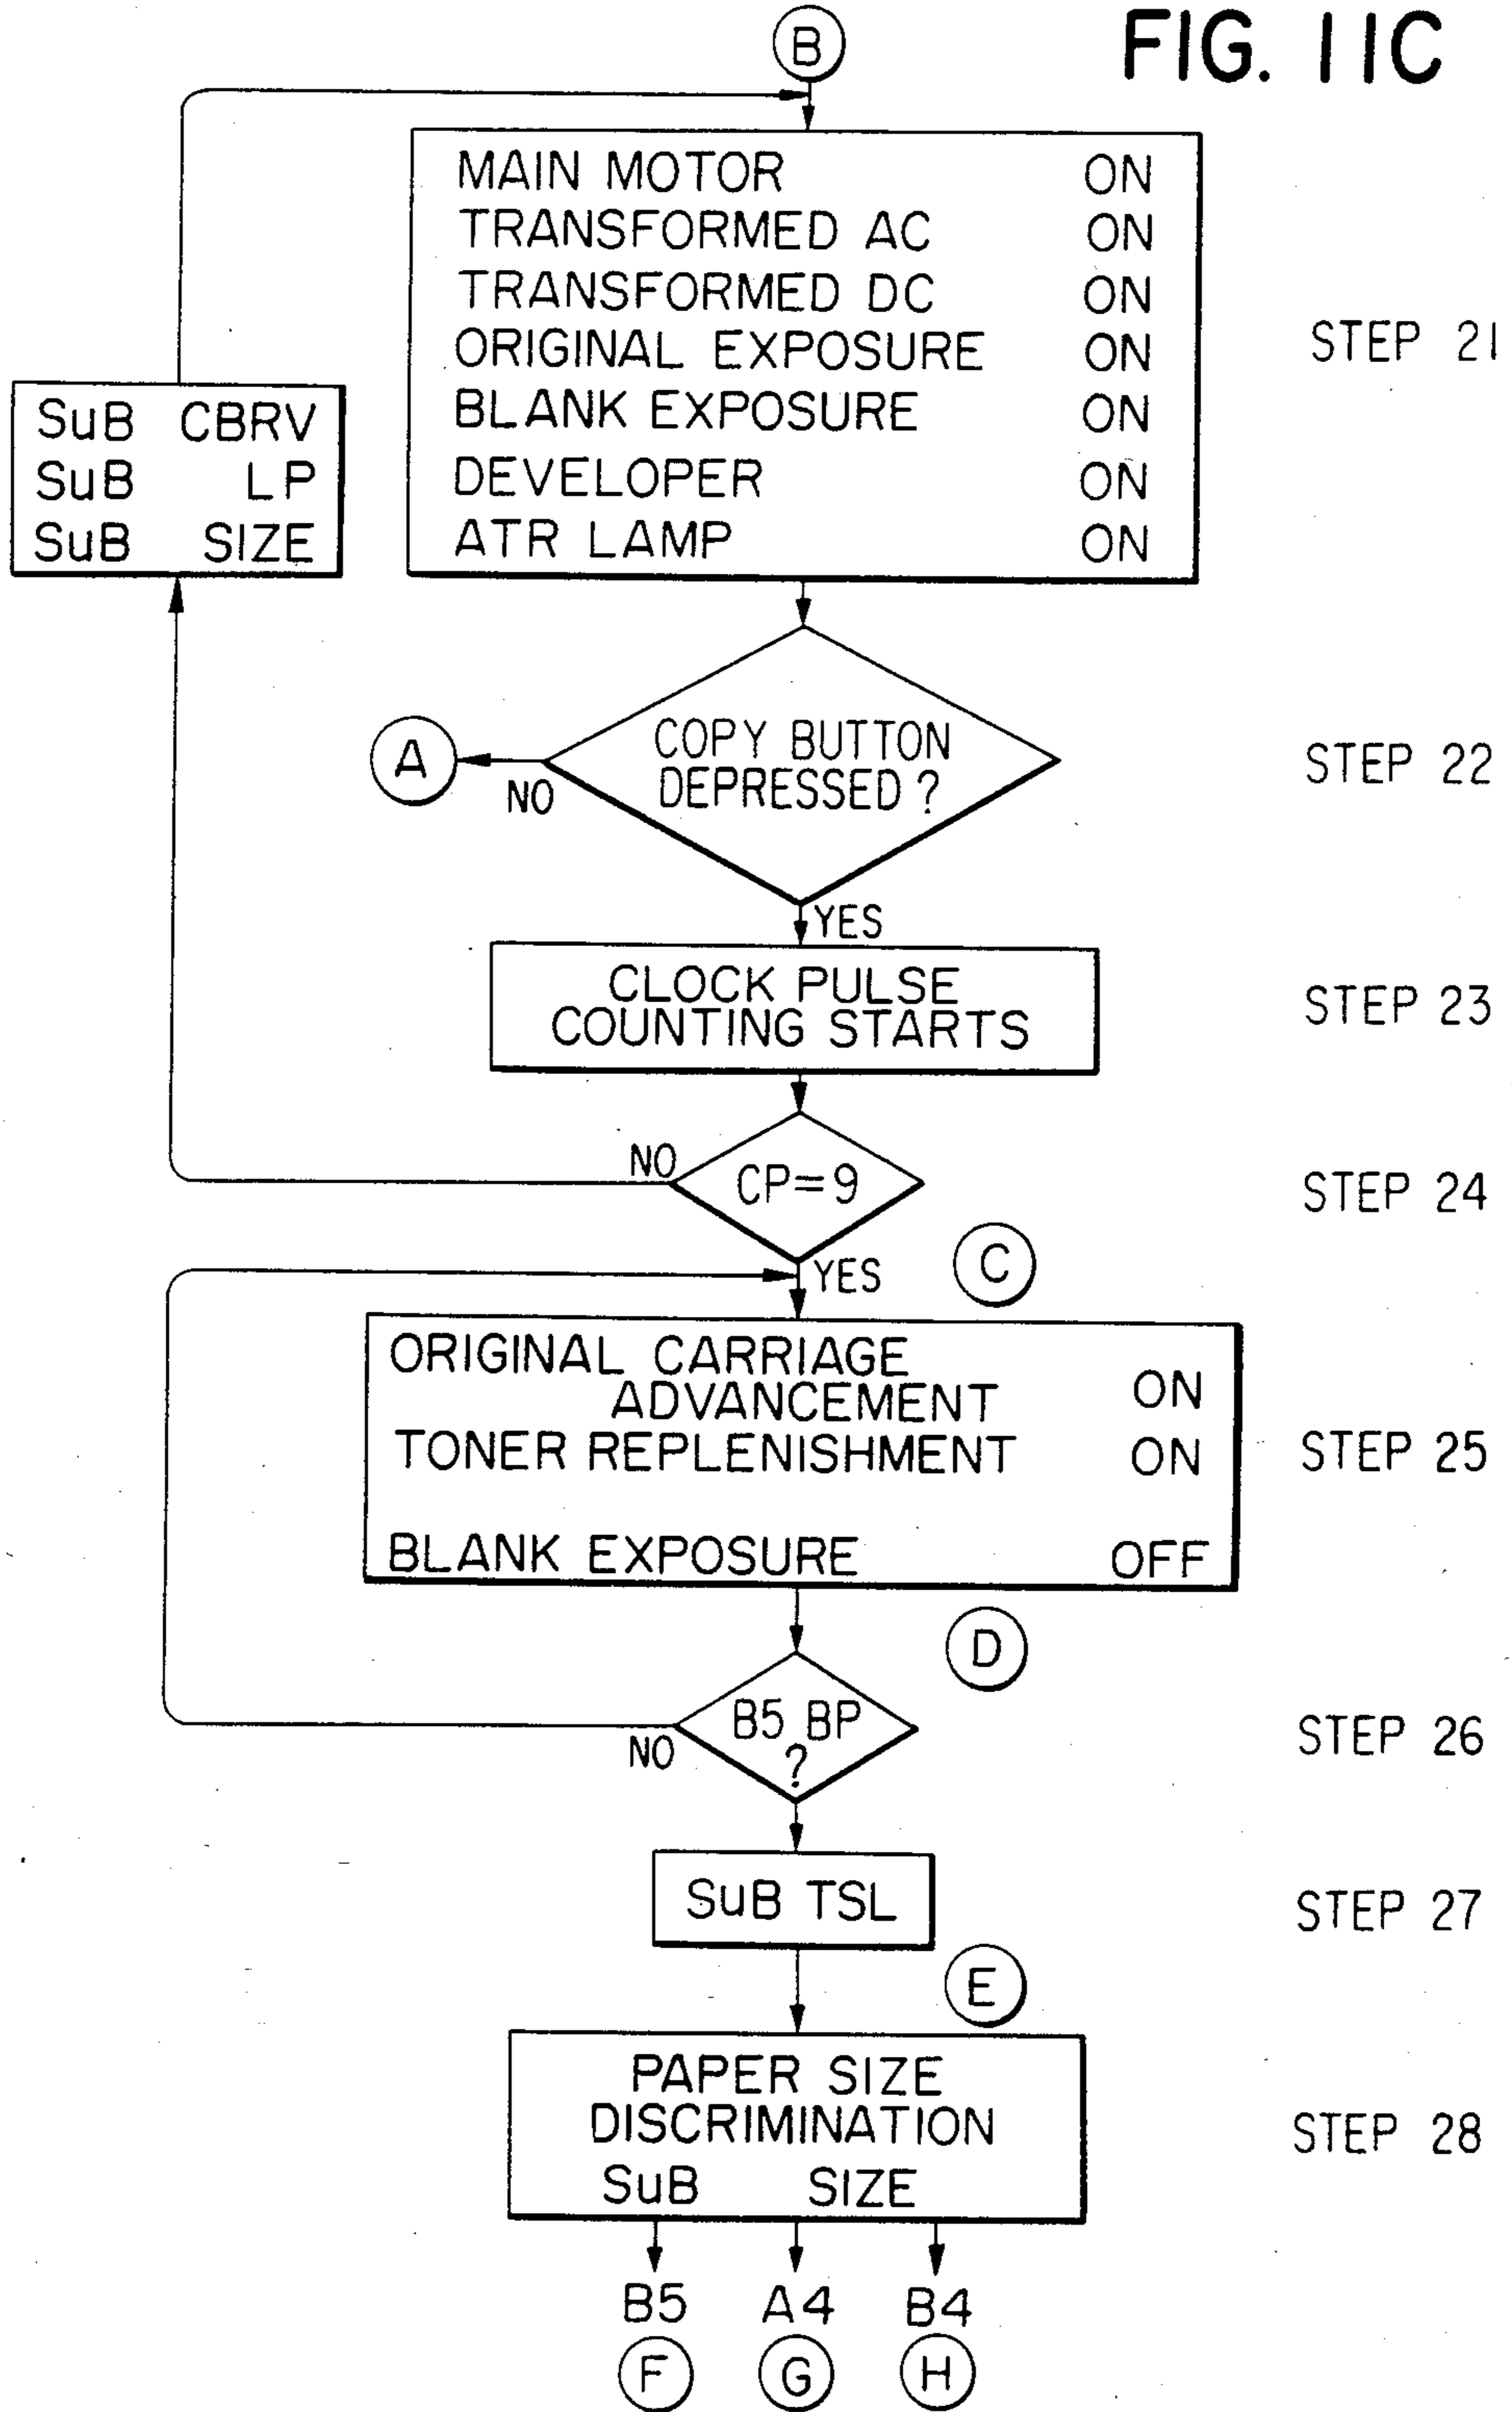 FIG. 11C
B
MAIN MOTOR ON
TRANSFORMED AC ON
TRANSFORMED DC ON
ORIGINAL EXPOSURE ON
BLANK EXPOSURE ON
DEVELOPER ON
ATR LAMP ON
STEP 21
SuB CBRV
SuB LP
SuB SIZE
COPY BUTTON
DEPRESSED ?
A
NO
STEP 22
YES
CLOCK PULSE
COUNTING STARTS
STEP 23
NO
CP=9
STEP 24
YES
C
ORIGINAL CARRIAGE
ADVANCEMENT ON
TONER REPLENISHMENT ON
BLANK EXPOSURE OFF
STEP 25
D
B5 BP
?
NO
STEP 26
SuB TSL
STEP 27
E
PAPER SIZE
DISCRIMINATION
SuB SIZE
STEP 28
B5 A4 B4
F G H